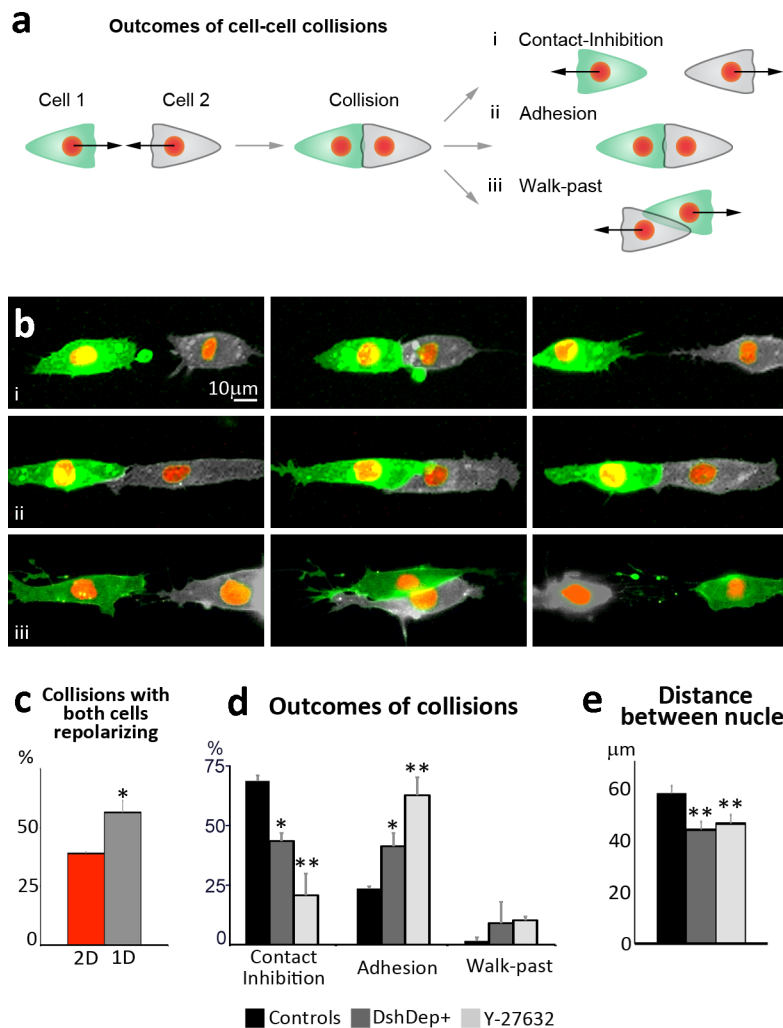 a
Outcomes of cell-cell collisions
i Contact-Inhibition
Cell 1 Cell 2 Collision
ii Adhesion
iii Walk-past
b
10μm
i
ii
iii
c Collisions with
both cells
repolarizing
%
*
50
25
0
2D 1D
d Outcomes of collisions
%
75
50
25
0
*
**
*
**
Contact
Inhibition
Adhesion
Walk-past
Controls DshDep+ Y-27632
e Distance
between nucle
μm
60
40
20
0
** **